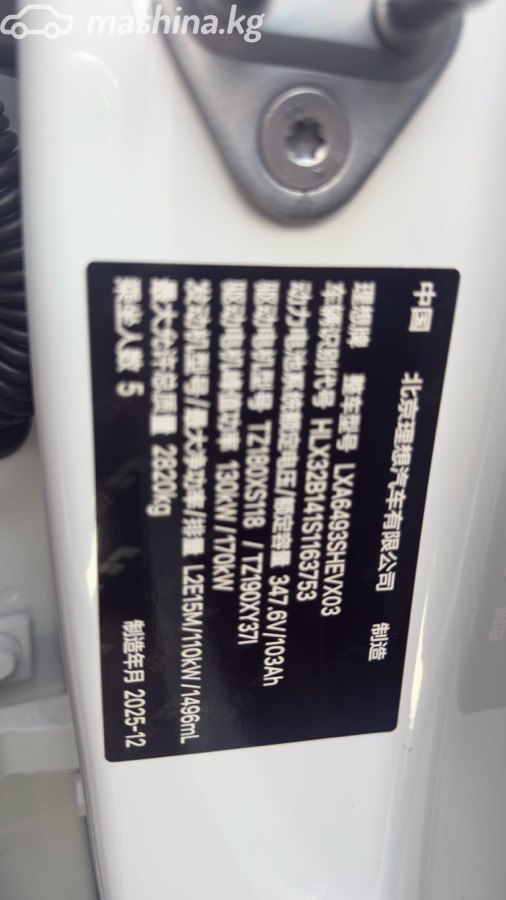 mashina.kg
中国 北京理想汽车有限公司 制造
理想牌 整车型号 LXA6493SHEVX03
车辆识别代号 HLX32B141S1163753
动力电池系统额定电压/额定容量 347.6V/103Ah
驱动电机型号 TZ180XS118 /TZ190XY37I
驱动电机峰值功率 130kW/170kW
发动机型号/最大净功率/排量 L2E15M/110kW/1496mL
最大允许总质量 2820kg
乘坐人数 5 制造年月 2025-12